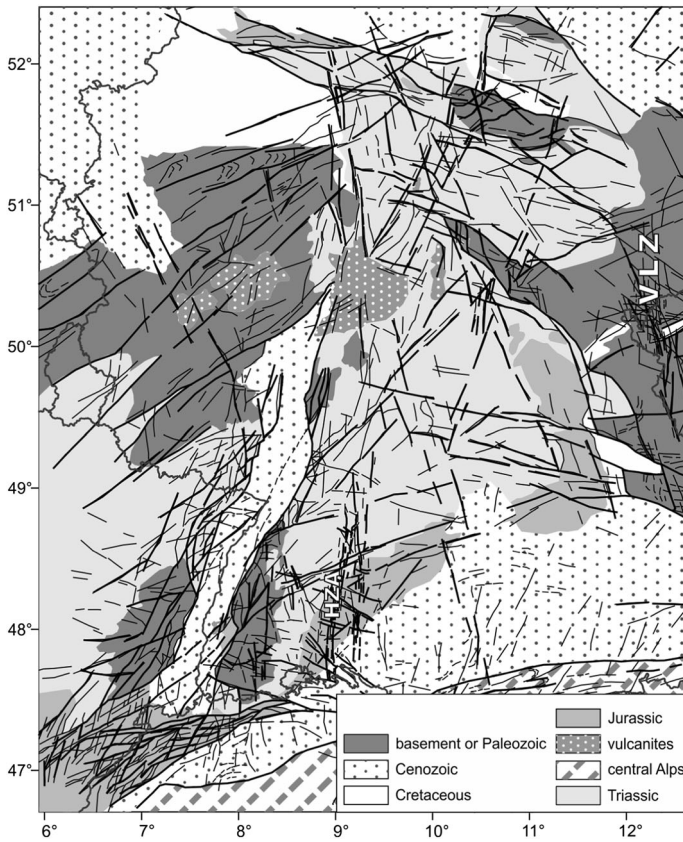 52°
51°
ALZ
50°
49°
HZA
48°
47°
basement or Paleozoic
Cenozoic
Cretaceous
Jurassic
vulcanites
central Alps
Triassic
6° 7° 8° 9° 10° 11° 12°